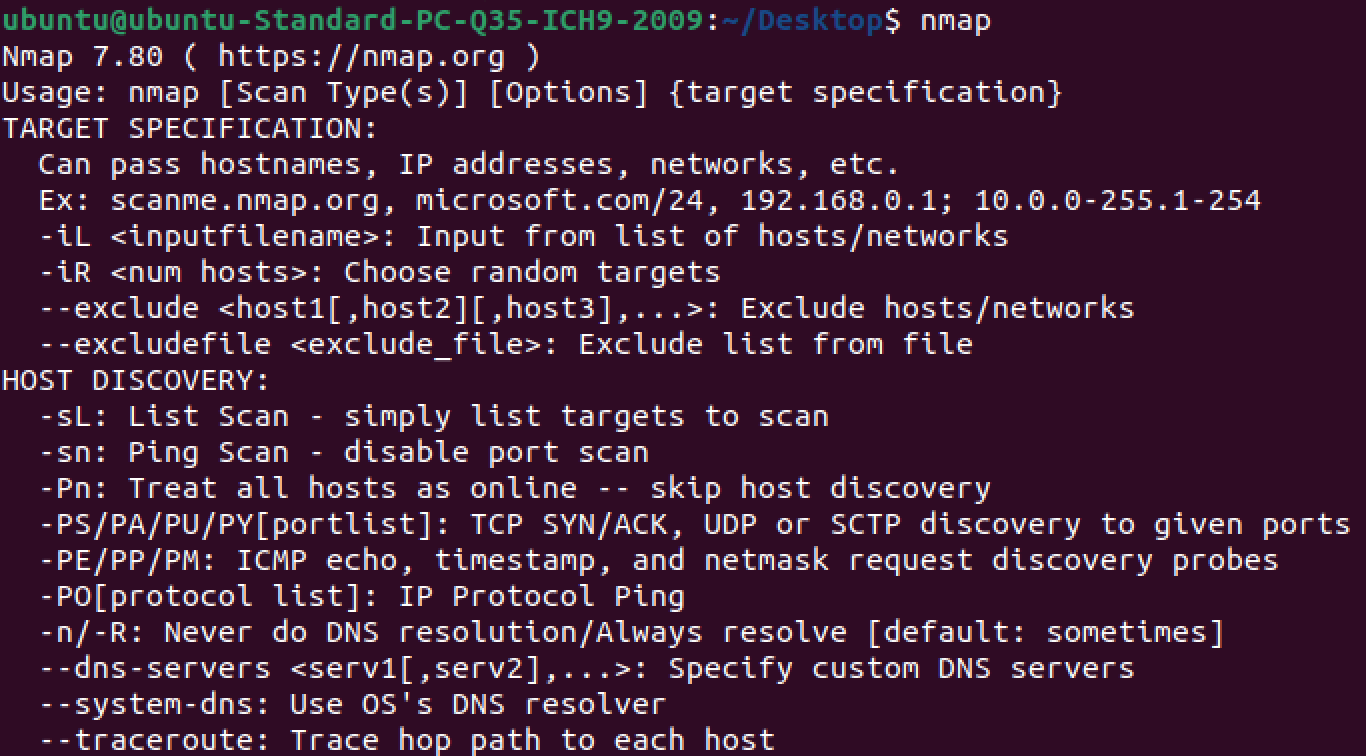 ubuntu@ubuntu-Standard-PC-Q35-ICH9-2009:~/Desktop$ nmap
Nmap 7.80 ( https://nmap.org )
Usage: nmap [Scan Type(s)] [Options] {target specification}
TARGET SPECIFICATION:
  Can pass hostnames, IP addresses, networks, etc.
  Ex: scanme.nmap.org, microsoft.com/24, 192.168.0.1; 10.0.0-255.1-254
  -iL <inputfilename>: Input from list of hosts/networks
  -iR <num hosts>: Choose random targets
  --exclude <host1[,host2][,host3],...>: Exclude hosts/networks
  --excludefile <exclude_file>: Exclude list from file
HOST DISCOVERY:
  -sL: List Scan - simply list targets to scan
  -sn: Ping Scan - disable port scan
  -Pn: Treat all hosts as online -- skip host discovery
  -PS/PA/PU/PY[portlist]: TCP SYN/ACK, UDP or SCTP discovery to given ports
  -PE/PP/PM: ICMP echo, timestamp, and netmask request discovery probes
  -PO[protocol list]: IP Protocol Ping
  -n/-R: Never do DNS resolution/Always resolve [default: sometimes]
  --dns-servers <serv1[,serv2],...>: Specify custom DNS servers
  --system-dns: Use OS's DNS resolver
  --traceroute: Trace hop path to each host